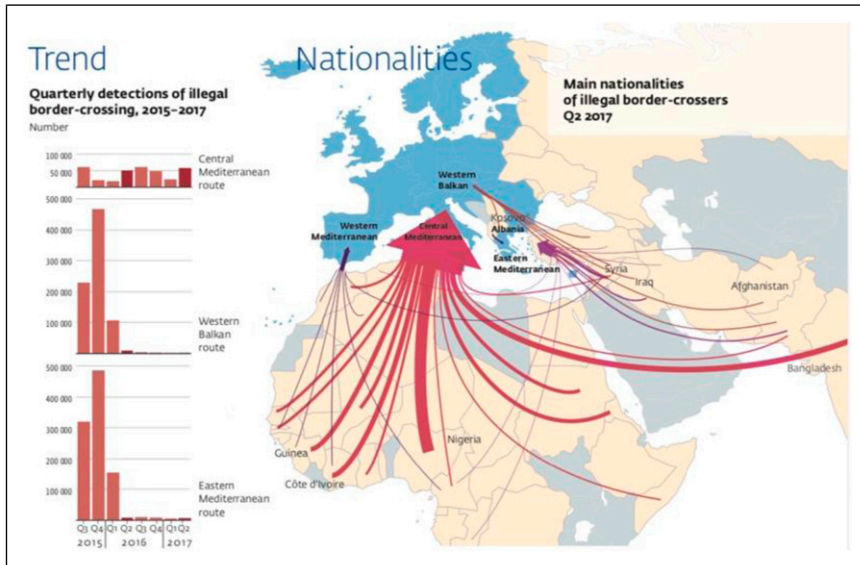 Trend
Quarterly detections of illegal
border-crossing, 2015–2017
Number
100 000
50 000
Central
Mediterranean
route
500 000
400 000
300 000
200 000
100 000
Western
Balkan
route
500 000
400 000
300 000
200 000
100 000
Eastern
Mediterranean
route
Q3 Q4 Q1 Q2 Q3 Q4 Q1 Q2
2015 2016 2017
Nationalities
Main nationalities
of illegal border-crossers
Q2 2017
Western
Balkan
Western
Mediterranean
Central
Mediterranean
Kosovo*
Albania
Eastern
Mediterranean
Syria
Iraq
Afghanistan
Bangladesh
Nigeria
Guinea
Côte d'Ivoire